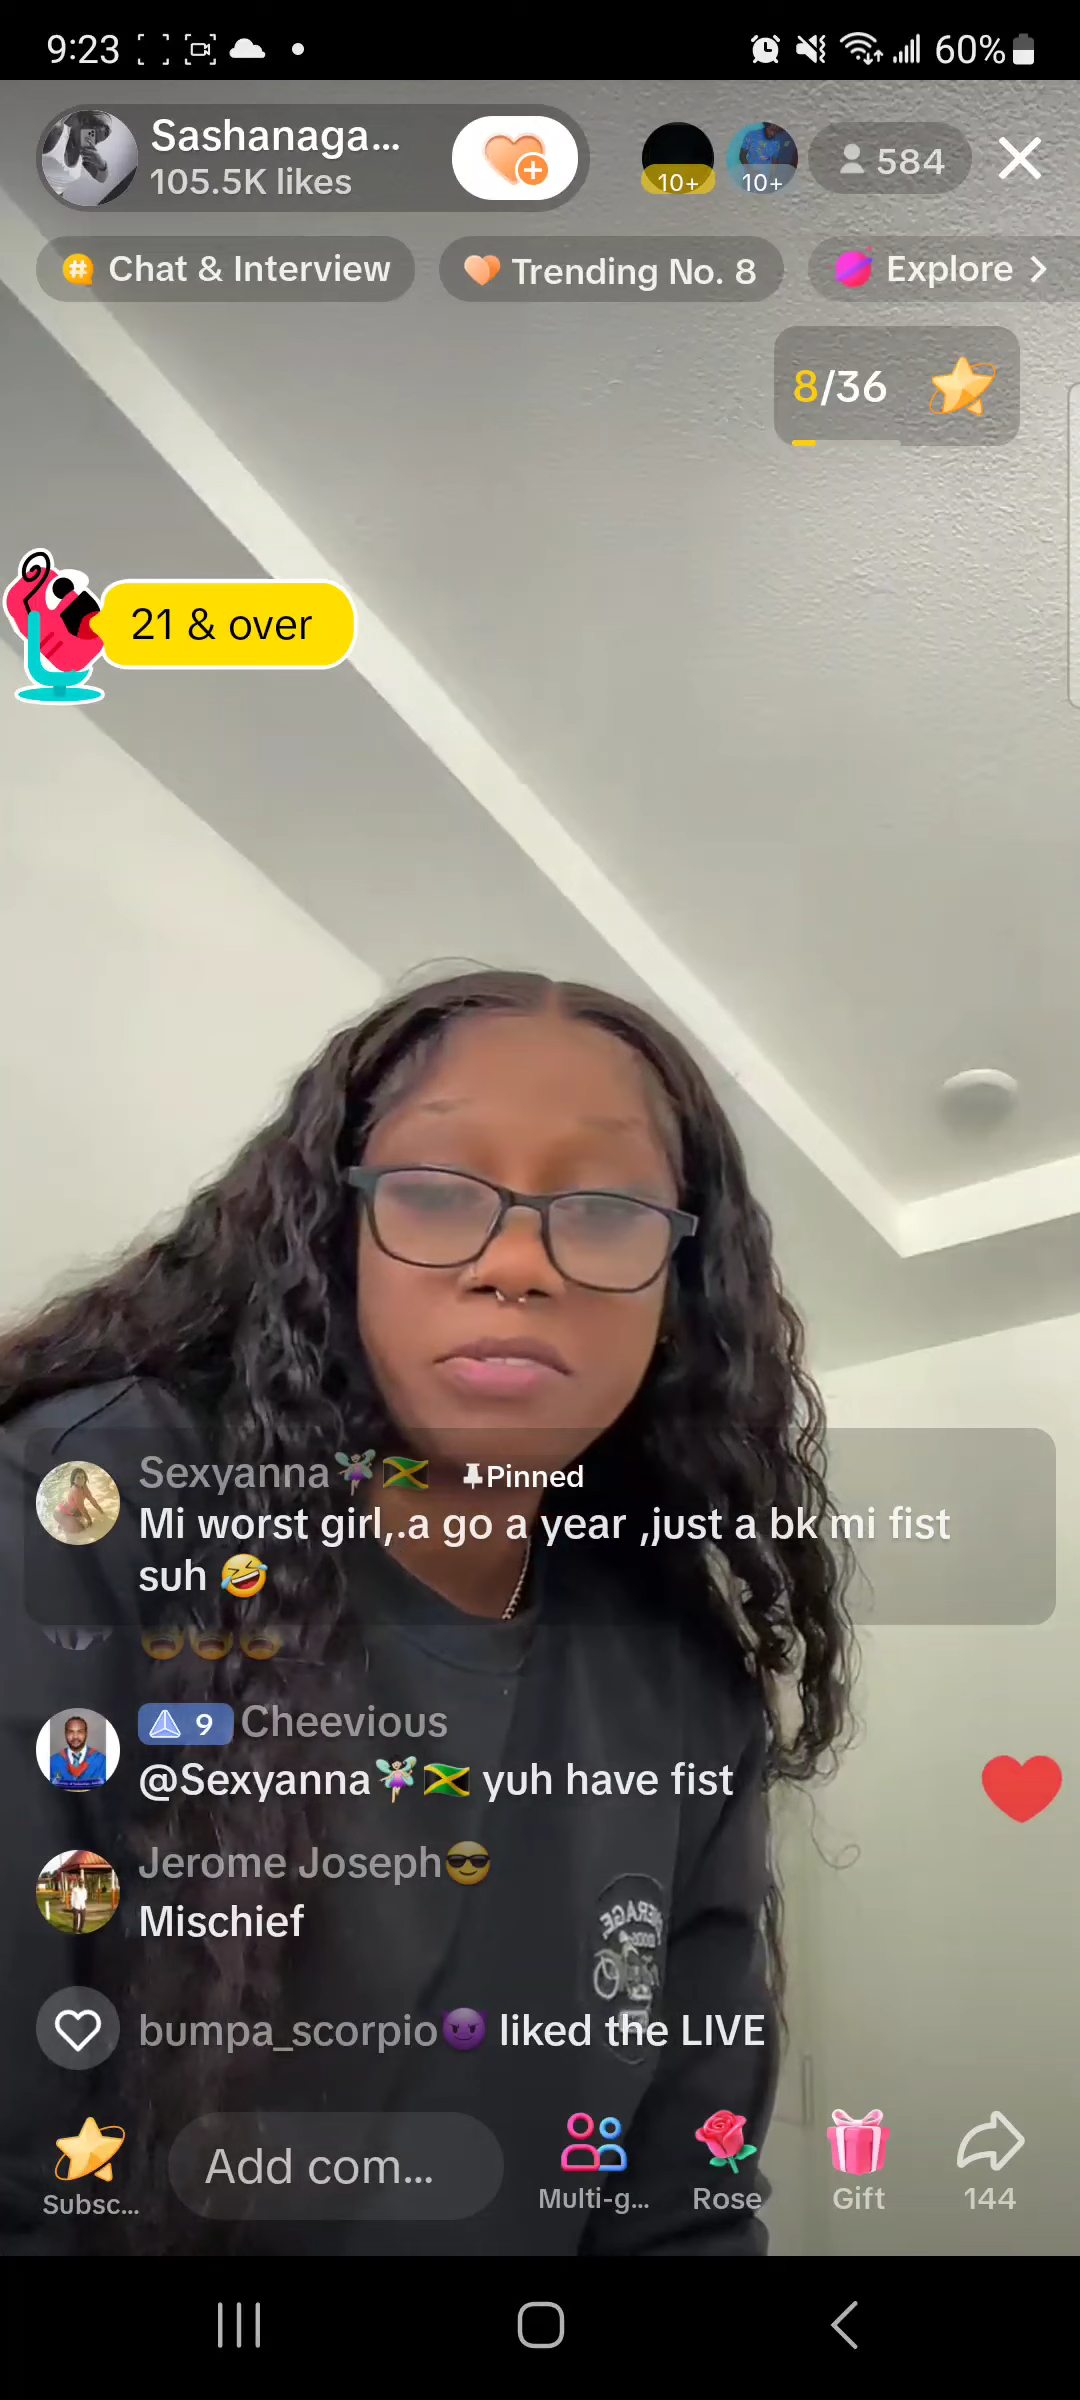 9:23
60%
Sashanaga...
105.5K likes
10+
10+
584
Chat & Interview
Trending No. 8
Explore
8/36
21 & over
Sexyanna🧚🏾‍♀️🇯🇲 Pinned
Mi worst girl,.a go a year ,just a bk mi fist
suh 🤣
9 Cheevious
@Sexyanna🧚🏾‍♀️🇯🇲 yuh have fist
Jerome Joseph😎
Mischief
bumpa_scorpio😈 liked the LIVE
Add com...
Subsc...
Multi-g...
Rose
Gift
144